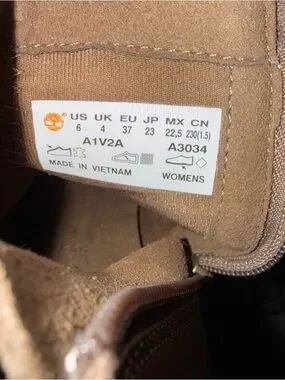 US UK EU JP MX CN
6 4 37 23 22,5 230(1.5)
A1V2A A3034
MADE IN VIETNAM WOMENS